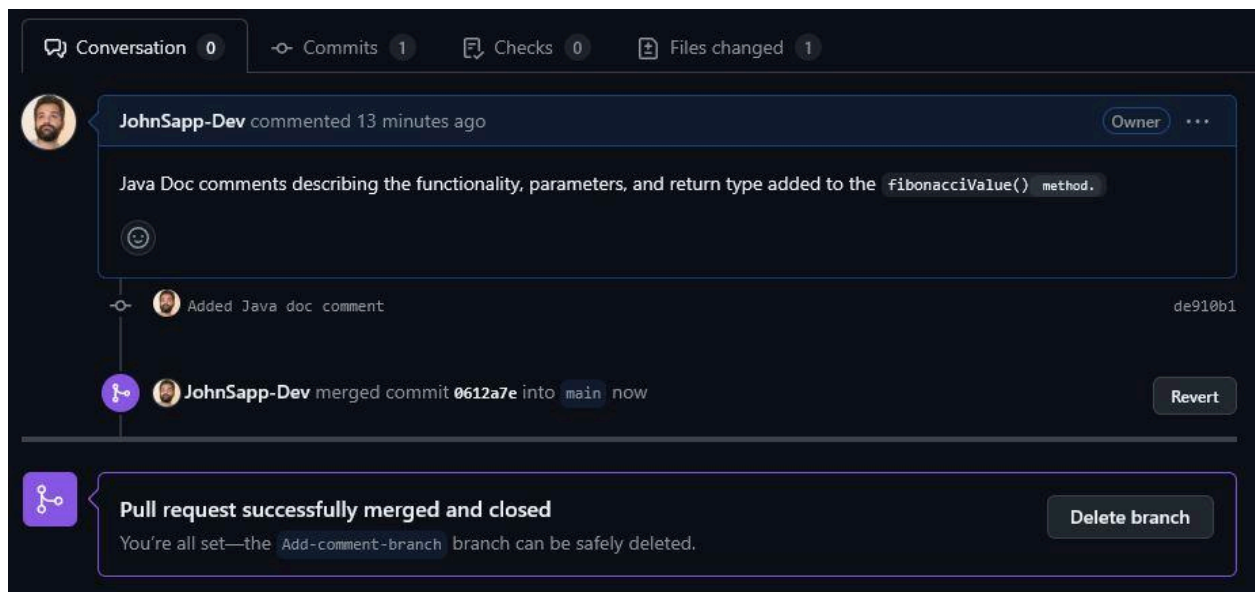 Conversation 0 Commits 1 Checks 0 Files changed 1
JohnSapp-Dev commented 13 minutes ago Owner ···
Java Doc comments describing the functionality, parameters, and return type added to the fibonacciValue() method.
Added Java doc comment de910b1
JohnSapp-Dev merged commit 0612a7e into main now Revert
Pull request successfully merged and closed
You're all set—the Add-comment-branch branch can be safely deleted. Delete branch